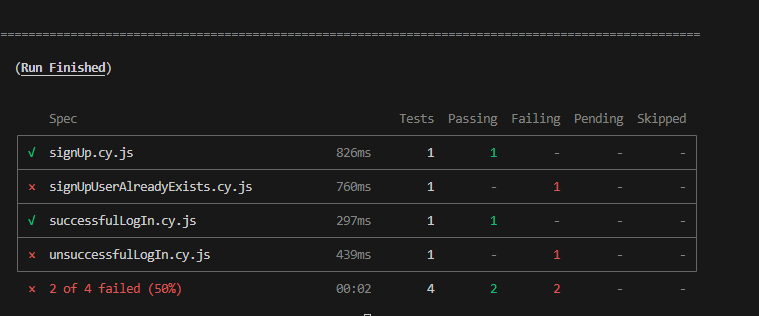 ====================================================================================================
(Run Finished)
Spec Tests Passing Failing Pending Skipped
√ signUp.cy.js 826ms 1 1 - - -
× signUpUserAlreadyExists.cy.js 760ms 1 - 1 - -
√ successfulLogIn.cy.js 297ms 1 1 - - -
× unsuccessfulLogIn.cy.js 439ms 1 - 1 - -
× 2 of 4 failed (50%) 00:02 4 2 2 - -